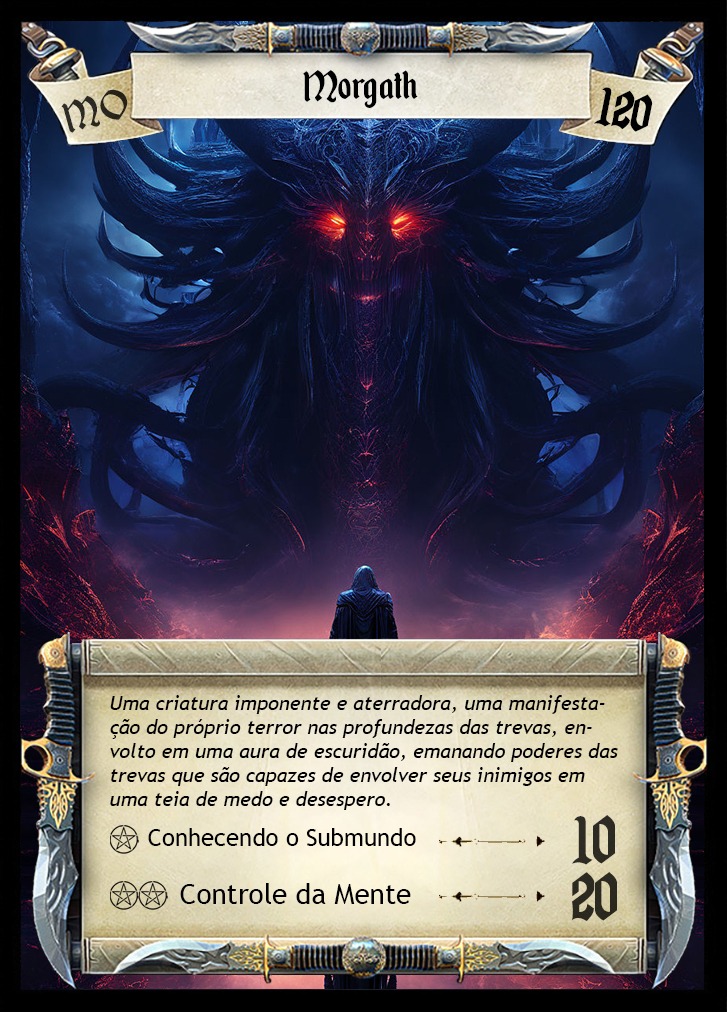 Morgath
MO
120
Uma criatura imponente e aterradora, uma manifesta-
ção do próprio terror nas profundezas das trevas, en-
volto em uma aura de escuridão, emanando poderes das
trevas que são capazes de envolver seus inimigos em
uma teia de medo e desespero.
Conhecendo o Submundo 10
Controle da Mente 20